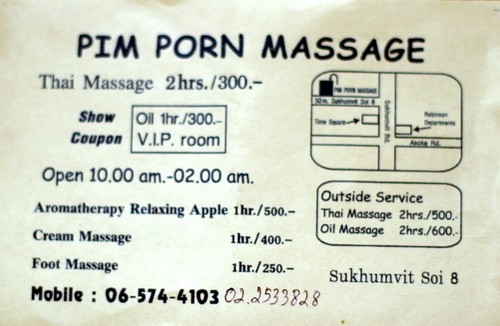 PIM PORN MASSAGE
Thai Massage 2hrs./300.-
Show Coupon
Oil 1hr./300.-
V.I.P. room
Open 10.00 am.-02.00 am.
Aromatherapy Relaxing Apple 1hr./500.-
Cream Massage 1hr./400.-
Foot Massage 1hr./250.-
Mobile : 06-574-4103 02.2533828
PIM PORN MASSAGE
50 m. Sukhumvit Soi 8
Time Square
Sukhumvit Rd.
Robinson
Departments
Asoke Rd.
Outside Service
Thai Massage 2hrs./500.-
Oil Massage 2hrs./600.-
Sukhumvit Soi 8